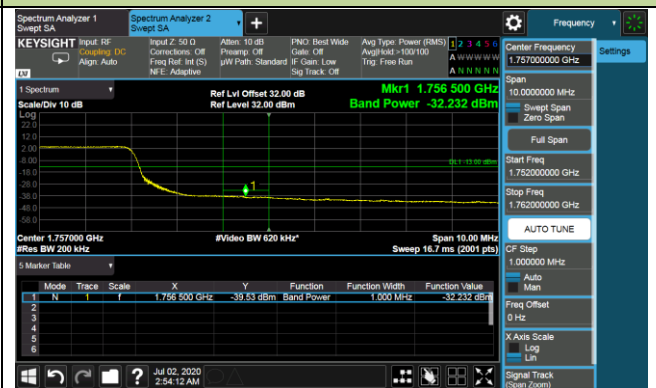 Spectrum Analyzer 1
Swept SA
Spectrum Analyzer 2
Swept SA
Frequency
KEYSIGHT
Input: RF
Coupling: DC
Align: Auto
Input Z: 50 Ω
Corrections: Off
Freq Ref: Int (S)
NFE: Adaptive
Atten: 10 dB
Preamp: Off
µW Path: Standard
PNO: Best Wide
Gate: Off
IF Gain: Low
Sig Track: Off
Avg Type: Power (RMS)
Avg|Hold:>100/100
Trig: Free Run
1 2 3 4 5 6
A W W W W W
A N N N N N
LXI
1 Spectrum
Scale/Div 10 dB
Log
Ref Lvl Offset 32.00 dB
Ref Level 32.00 dBm
Mkr1 1.756 500 GHz
Band Power -32.232 dBm
22.0
12.0
2.00
-8.00
-18.0
-28.0
-38.0
-48.0
-58.0
DL1 -13.00 dBm
1
Center 1.757000 GHz
#Res BW 200 kHz
#Video BW 620 kHz*
Span 10.00 MHz
Sweep 16.7 ms (2001 pts)
5 Marker Table
Mode Trace Scale X Y Function Function Width Function Value
1 N 1 f 1.756 500 GHz -39.53 dBm Band Power 1.000 MHz -32.232 dBm
2
3
4
5
6
Jul 02, 2020
2:54:12 AM
Center Frequency
1.757000000 GHz
Settings
Span
10.0000000 MHz
Swept Span
Zero Span
Full Span
Start Freq
1.752000000 GHz
Stop Freq
1.762000000 GHz
AUTO TUNE
CF Step
1.000000 MHz
Auto
Man
Freq Offset
0 Hz
X Axis Scale
Log
Lin
Signal Track
(Span Zoom)